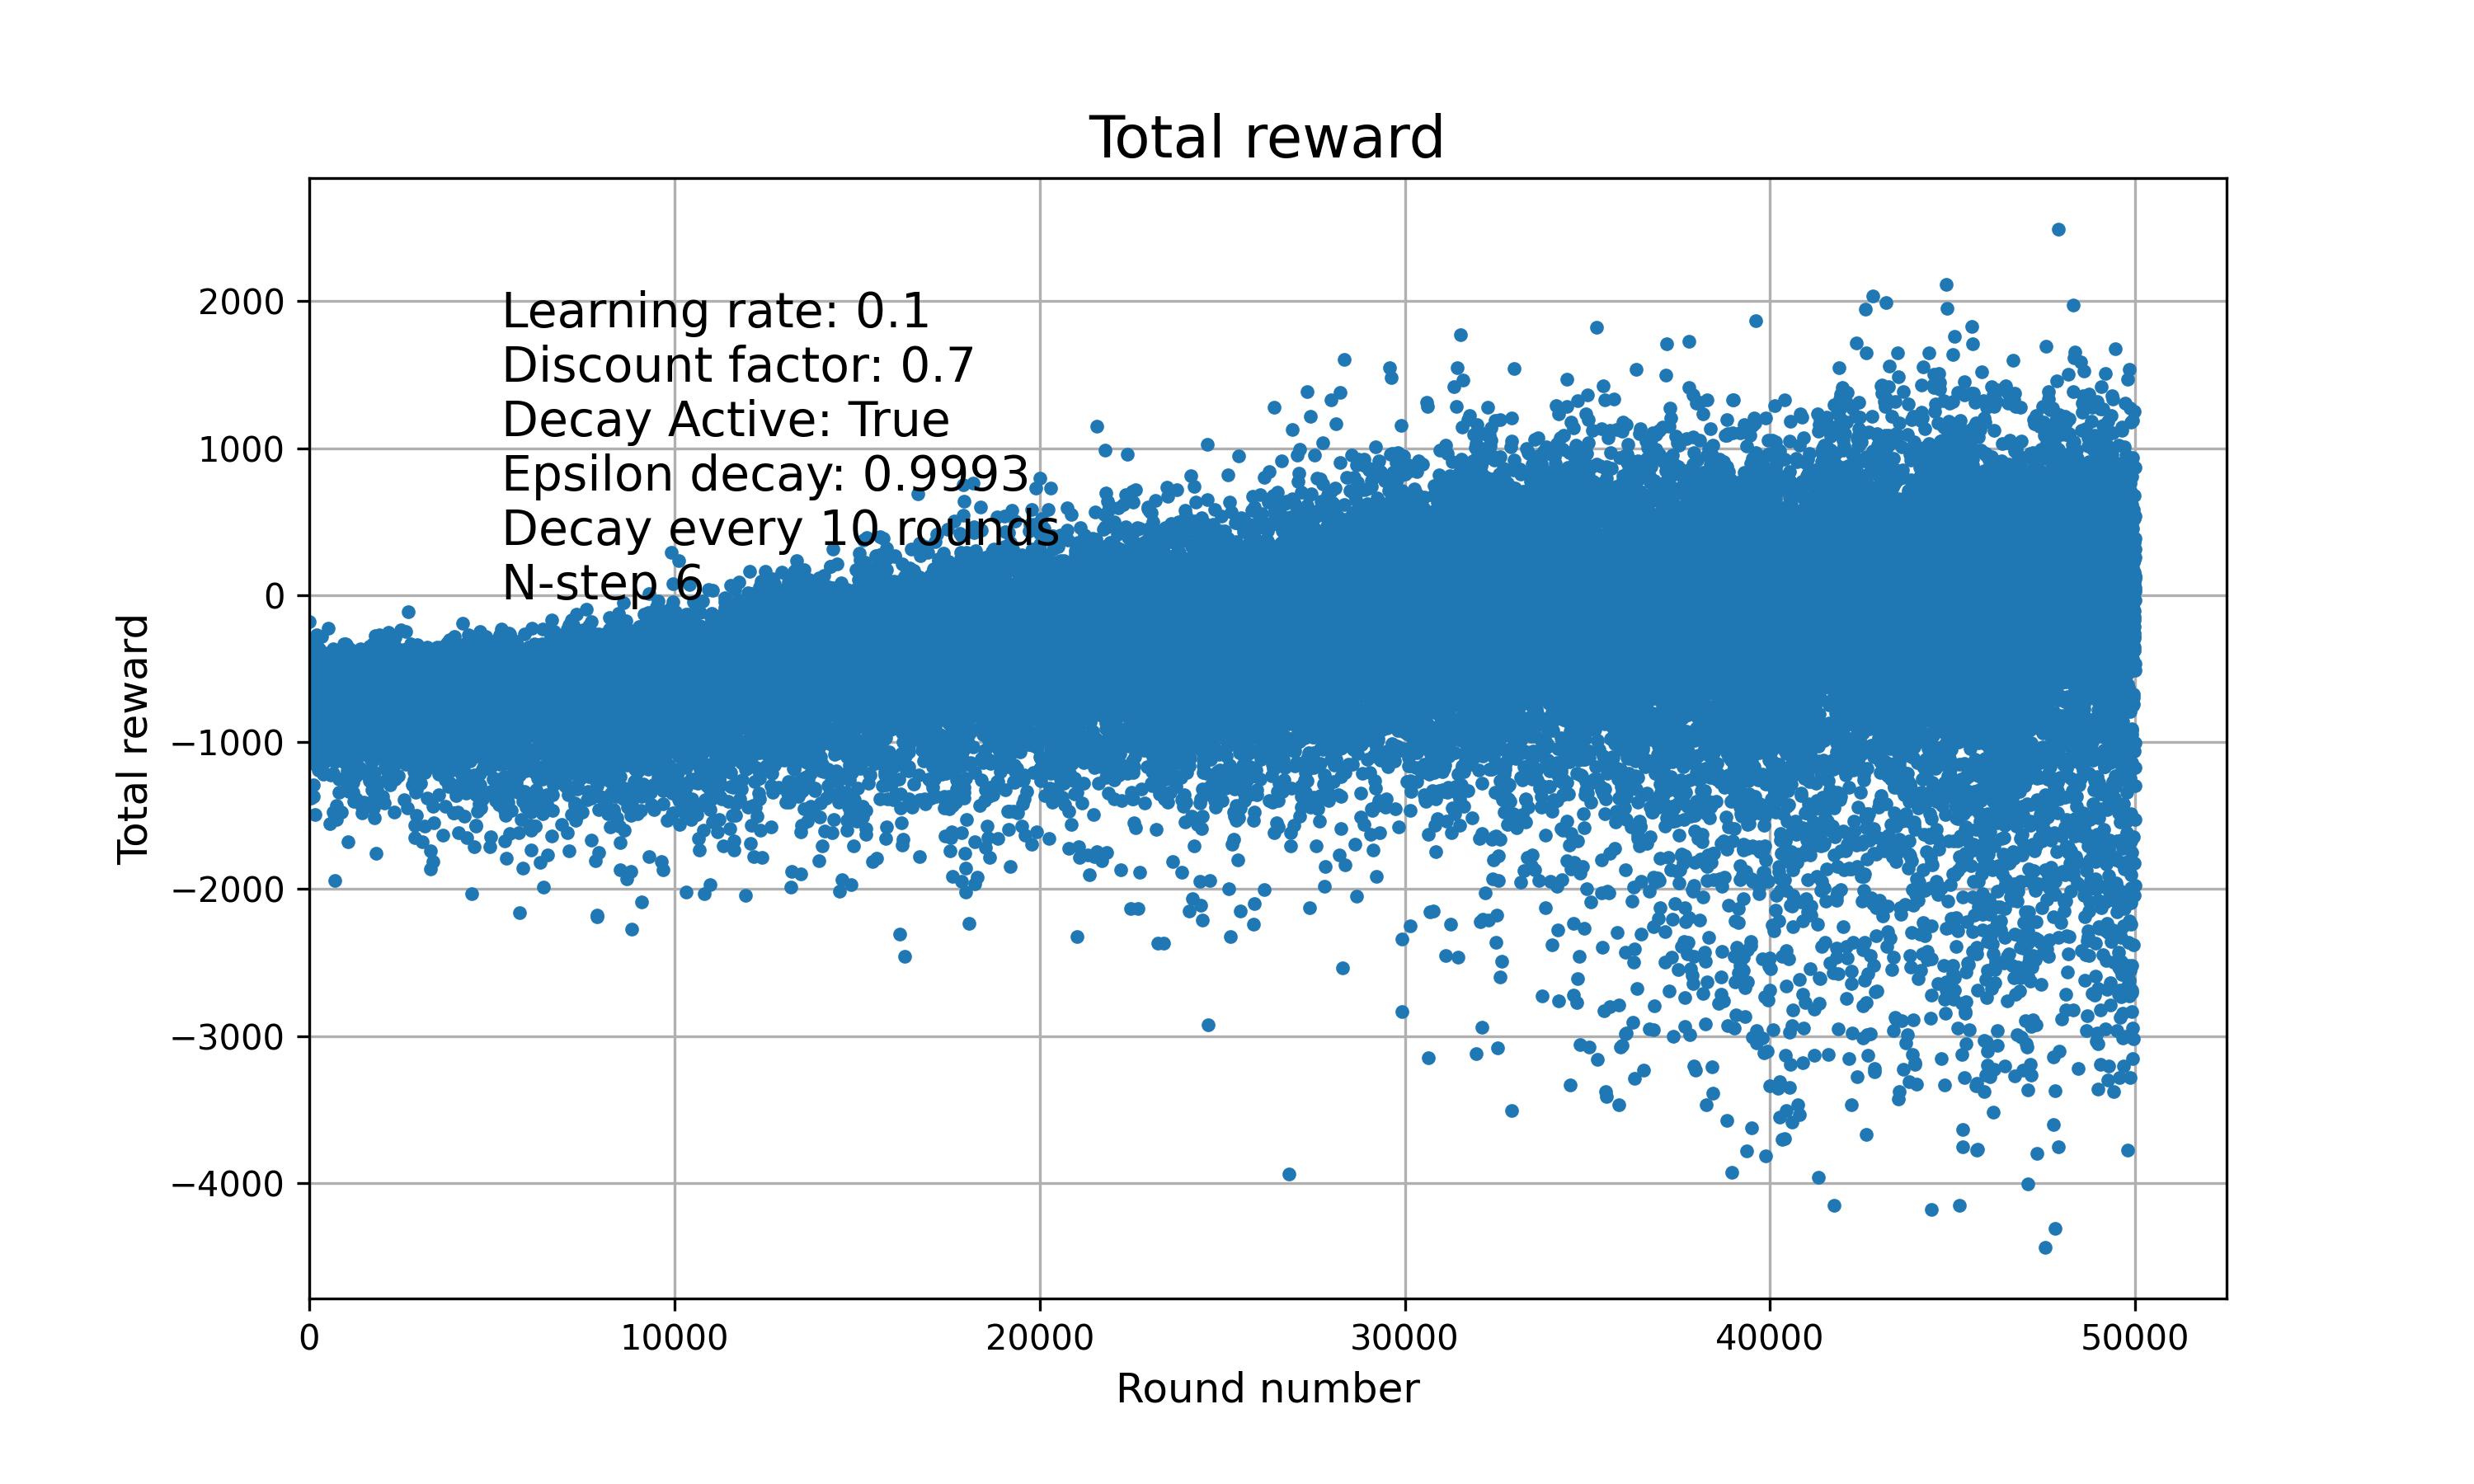 Total reward
Learning rate: 0.1
Discount factor: 0.7
Decay Active: True
Epsilon decay: 0.9993
Decay every 10 rounds
N-step 6
Total reward
2000
1000
0
−1000
−2000
−3000
−4000
0 10000 20000 30000 40000 50000
Round number